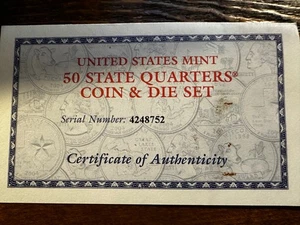 UNITED STATES MINT
50 STATE QUARTERS®
COIN & DIE SET
Serial Number: 4248752
Certificate of Authenticity